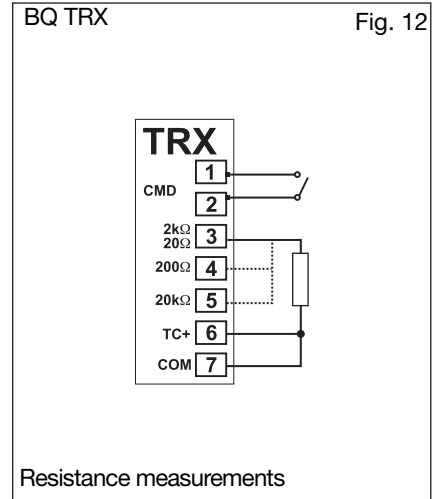 BQ TRX
Fig. 12
TRX
1
CMD
2
2kΩ
20Ω
3
200Ω
4
20kΩ
5
TC+
6
COM
7
Resistance measurements